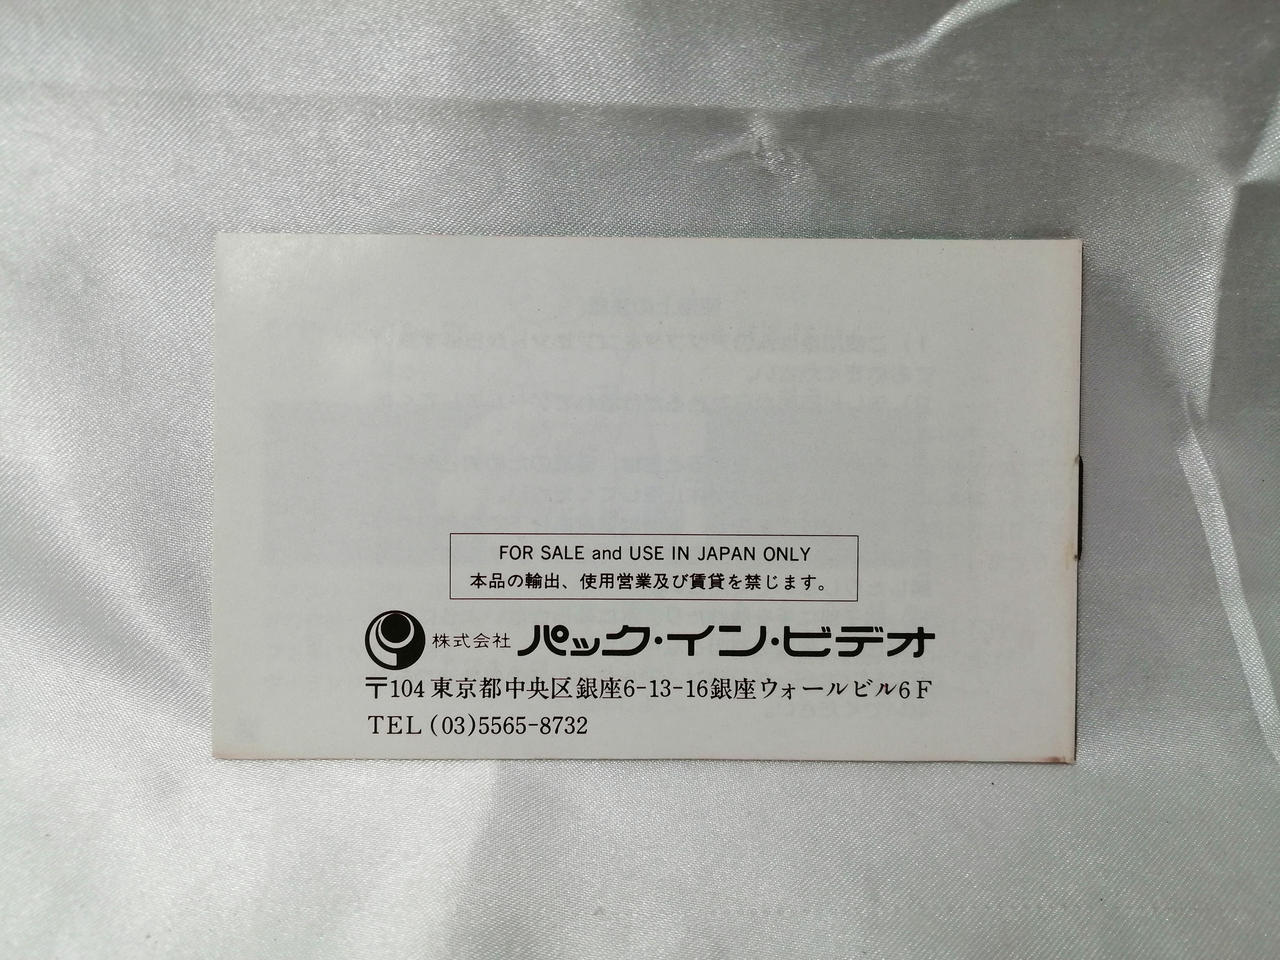 FOR SALE and USE IN JAPAN ONLY
本品の輸出、使用営業及び賃貸を禁じます。
株式会社 パック・イン・ビデオ
〒104 東京都中央区銀座6-13-16銀座ウォールビル6F
TEL (03)5565-8732